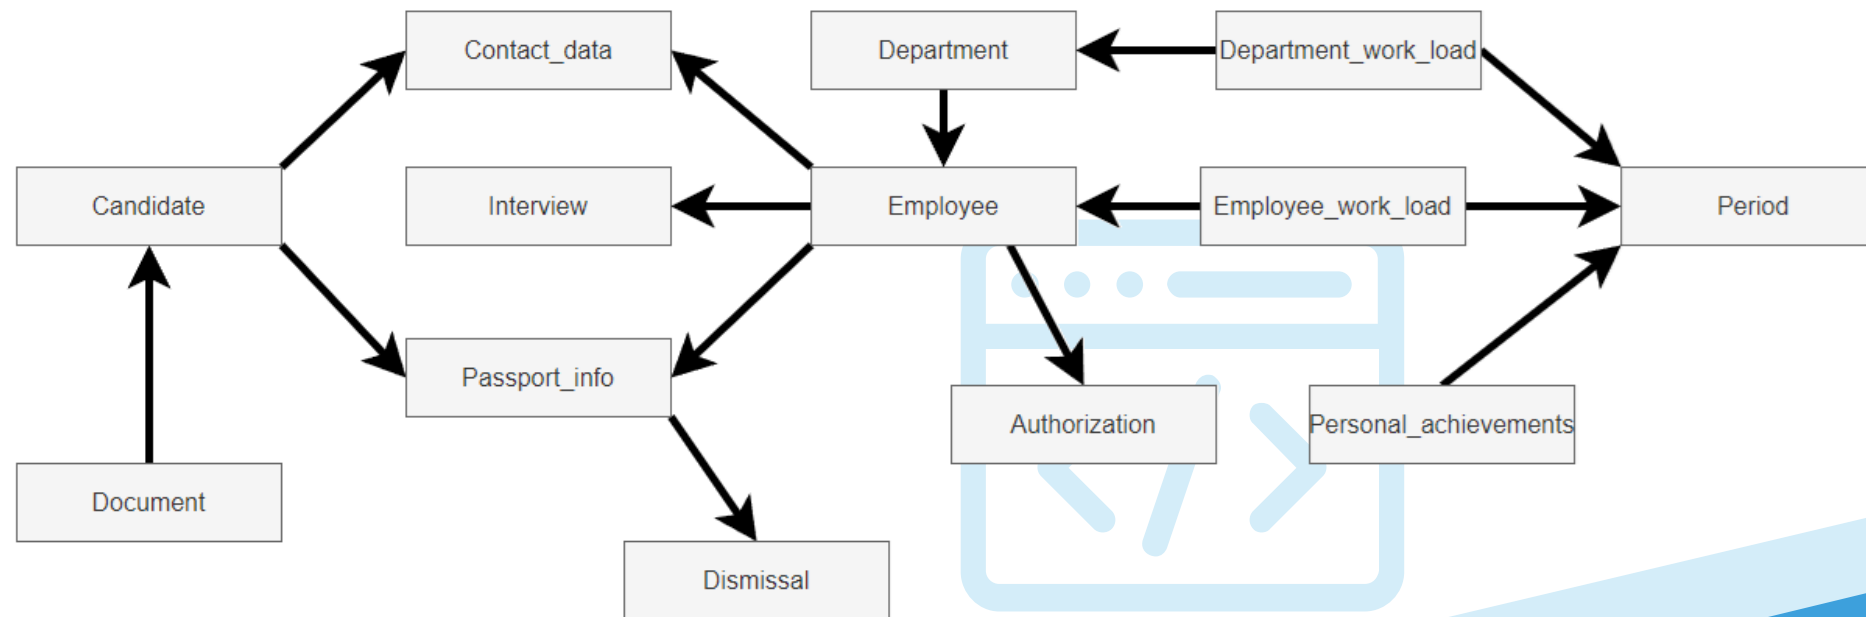 Contact_data
Department
Department_work_load
Candidate
Interview
Employee
Employee_work_load
Period
Passport_info
Authorization
Personal_achievements
Document
Dismissal